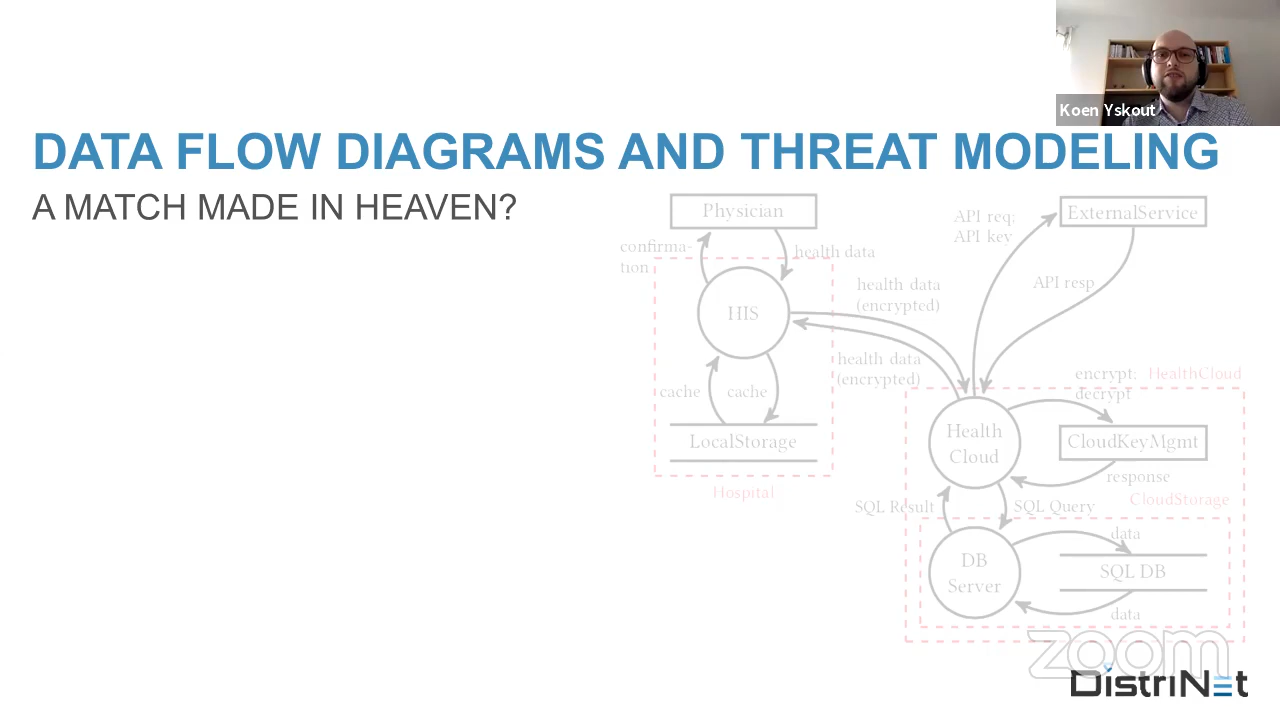 Koen Yskout
DATA FLOW DIAGRAMS AND THREAT MODELING
A MATCH MADE IN HEAVEN?
Physician
ExternalService
API req:
API key
confirma-
tion
health data
API resp
health data
(encrypted)
HIS
health data
(encrypted)
encrypt;
decrypt
HealthCloud
cache
cache
Health
Cloud
CloudKeyMgmt
LocalStorage
response
Hospital
CloudStorage
SQL Result
SQL Query
data
DB
Server
SQL DB
data
zoom
DistriNet